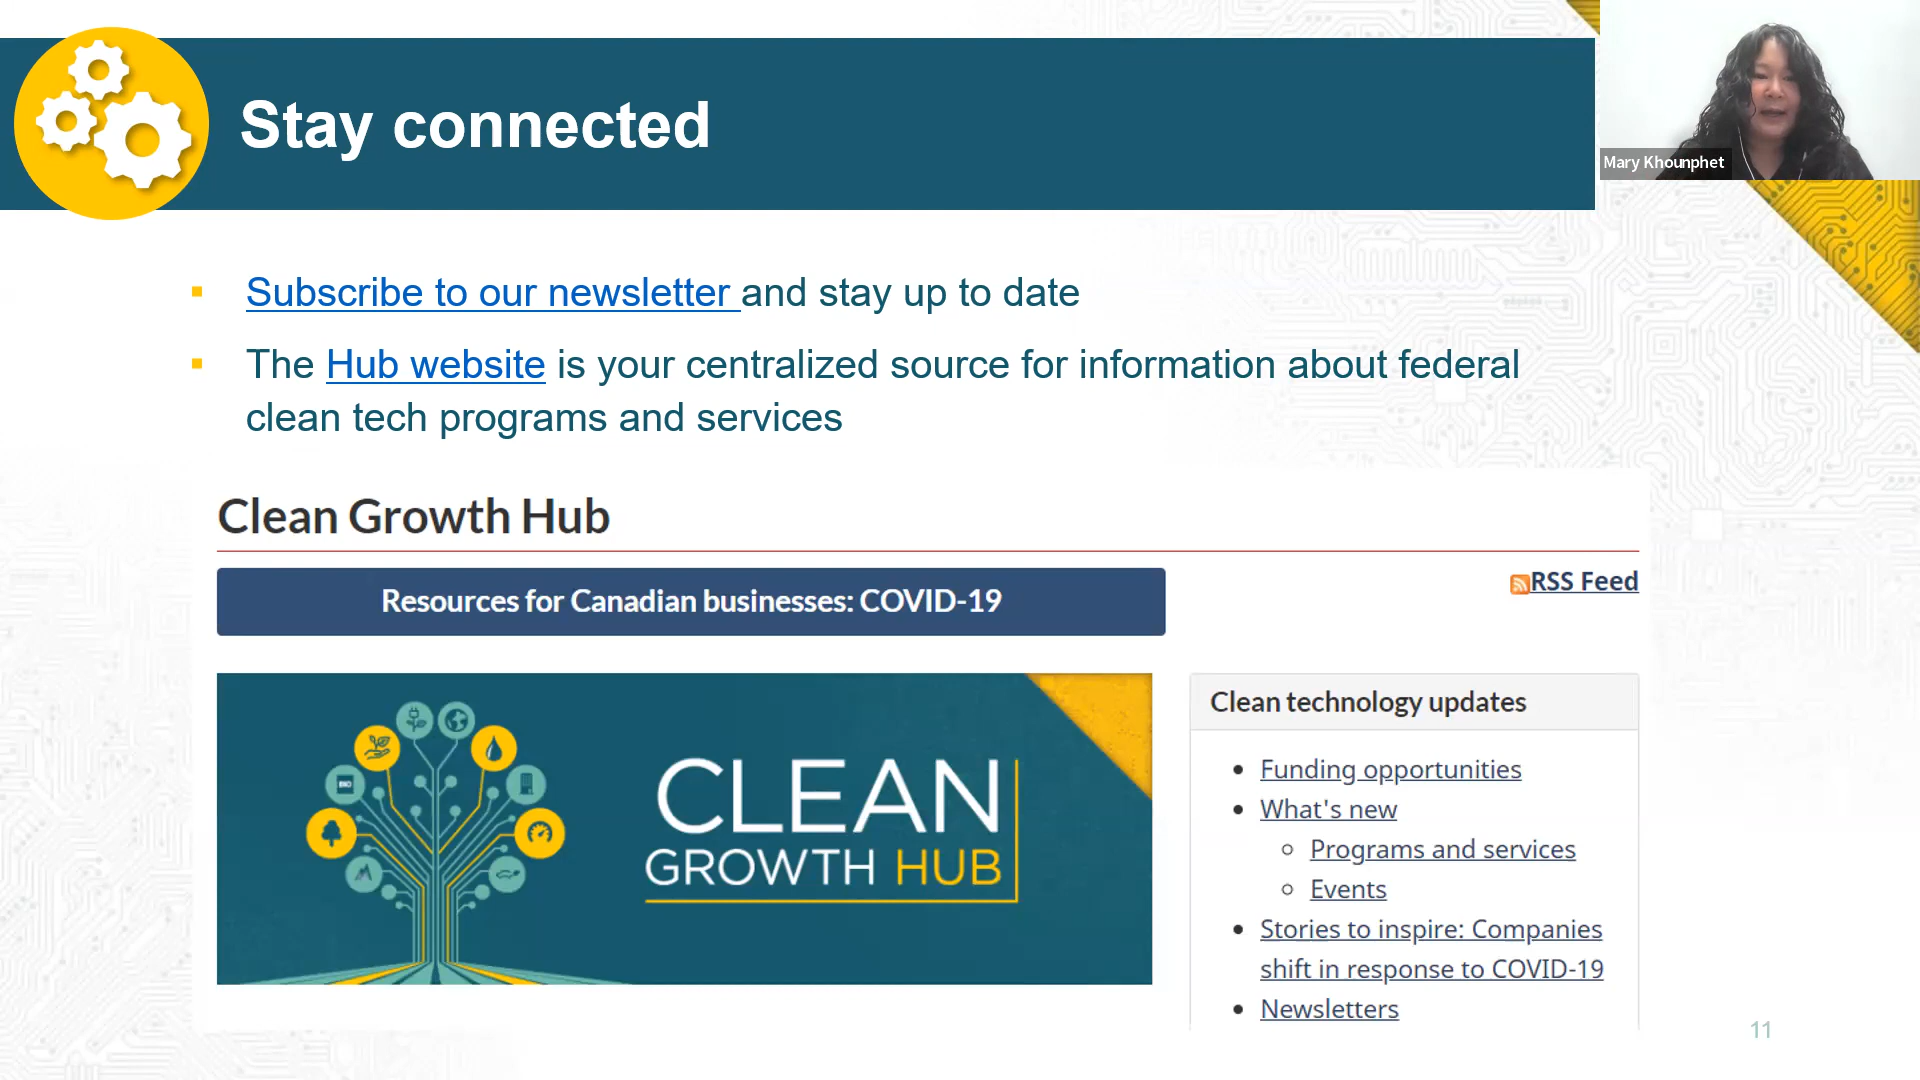 Stay connected
Mary Khounphet
Subscribe to our newsletter and stay up to date
The Hub website is your centralized source for information about federal
clean tech programs and services
Clean Growth Hub
Resources for Canadian businesses: COVID-19
RSS Feed
BIO
CLEAN
GROWTH HUB
Clean technology updates
Funding opportunities
What's new
Programs and services
Events
Stories to inspire: Companies
shift in response to COVID-19
Newsletters
11